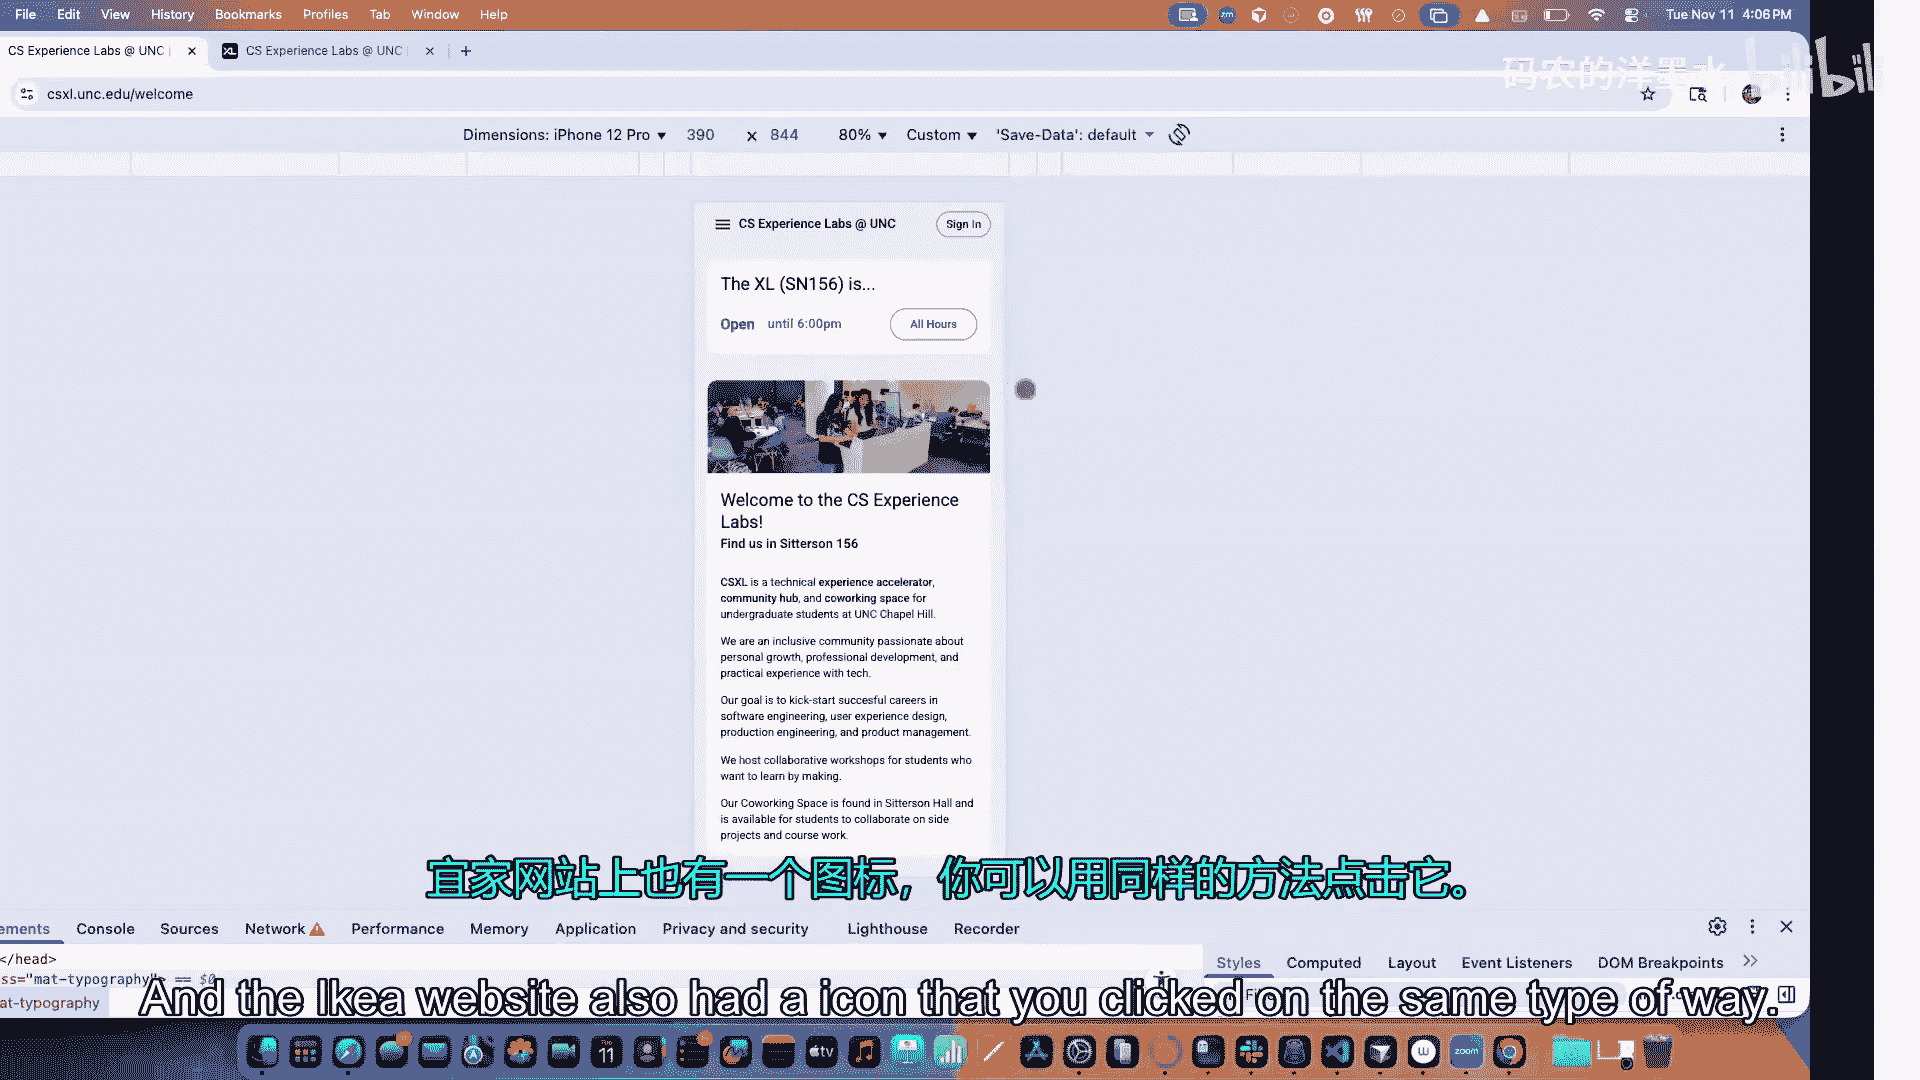 File Edit View History Bookmarks Profiles Tab Window Help
Tue Nov 11 4:06 PM
CS Experience Labs @ UNC
CS Experience Labs @ UNC
csxl.unc.edu/welcome
码农的洋墨水 bilibili
Dimensions: iPhone 12 Pro 390 x 844 80% Custom 'Save-Data': default
CS Experience Labs @ UNC Sign In
The XL (SN156) is...
Open until 6:00pm All Hours
Welcome to the CS Experience
Labs!
Find us in Sitterson 156
CSXL is a technical experience accelerator,
community hub, and coworking space for
undergraduate students at UNC Chapel Hill.
We are an inclusive community passionate about
personal growth, professional development, and
practical experience with tech.
Our goal is to kick-start succesful careers in
software engineering, user experience design,
production engineering, and product management.
We host collaborative workshops for students who
want to learn by making.
Our Coworking Space is found in Sitterson Hall and
is available for students to collaborate on side
projects and course work.
宜家网站上也有一个图标，你可以用同样的方法点击它。
ements Console Sources Network Performance Memory Application Privacy and security Lighthouse Recorder
</head>
ss="mat-typography"> == $0
Styles Computed Layout Event Listeners DOM Breakpoints
at-typography
And the Ikea website also had a icon that you clicked on the same type of way.
11
tv
zoom